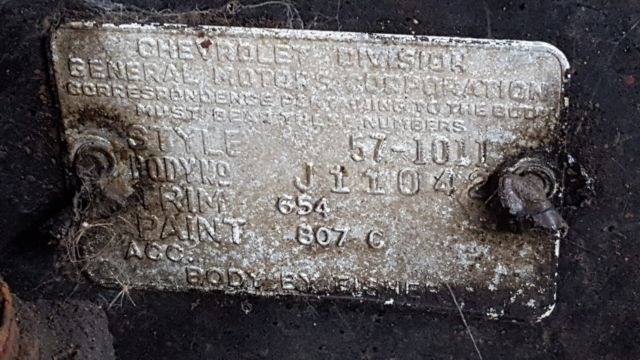 CHEVROLET DIVISION
GENERAL MOTORS CORPORATION
CORRESPONDENCE PERTAINING TO THE BODY
MUST BEAR THESE NUMBERS
STYLE 57-1011
BODY NO J11042
TRIM 654
PAINT 807 C
ACC.
BODY BY FISHER